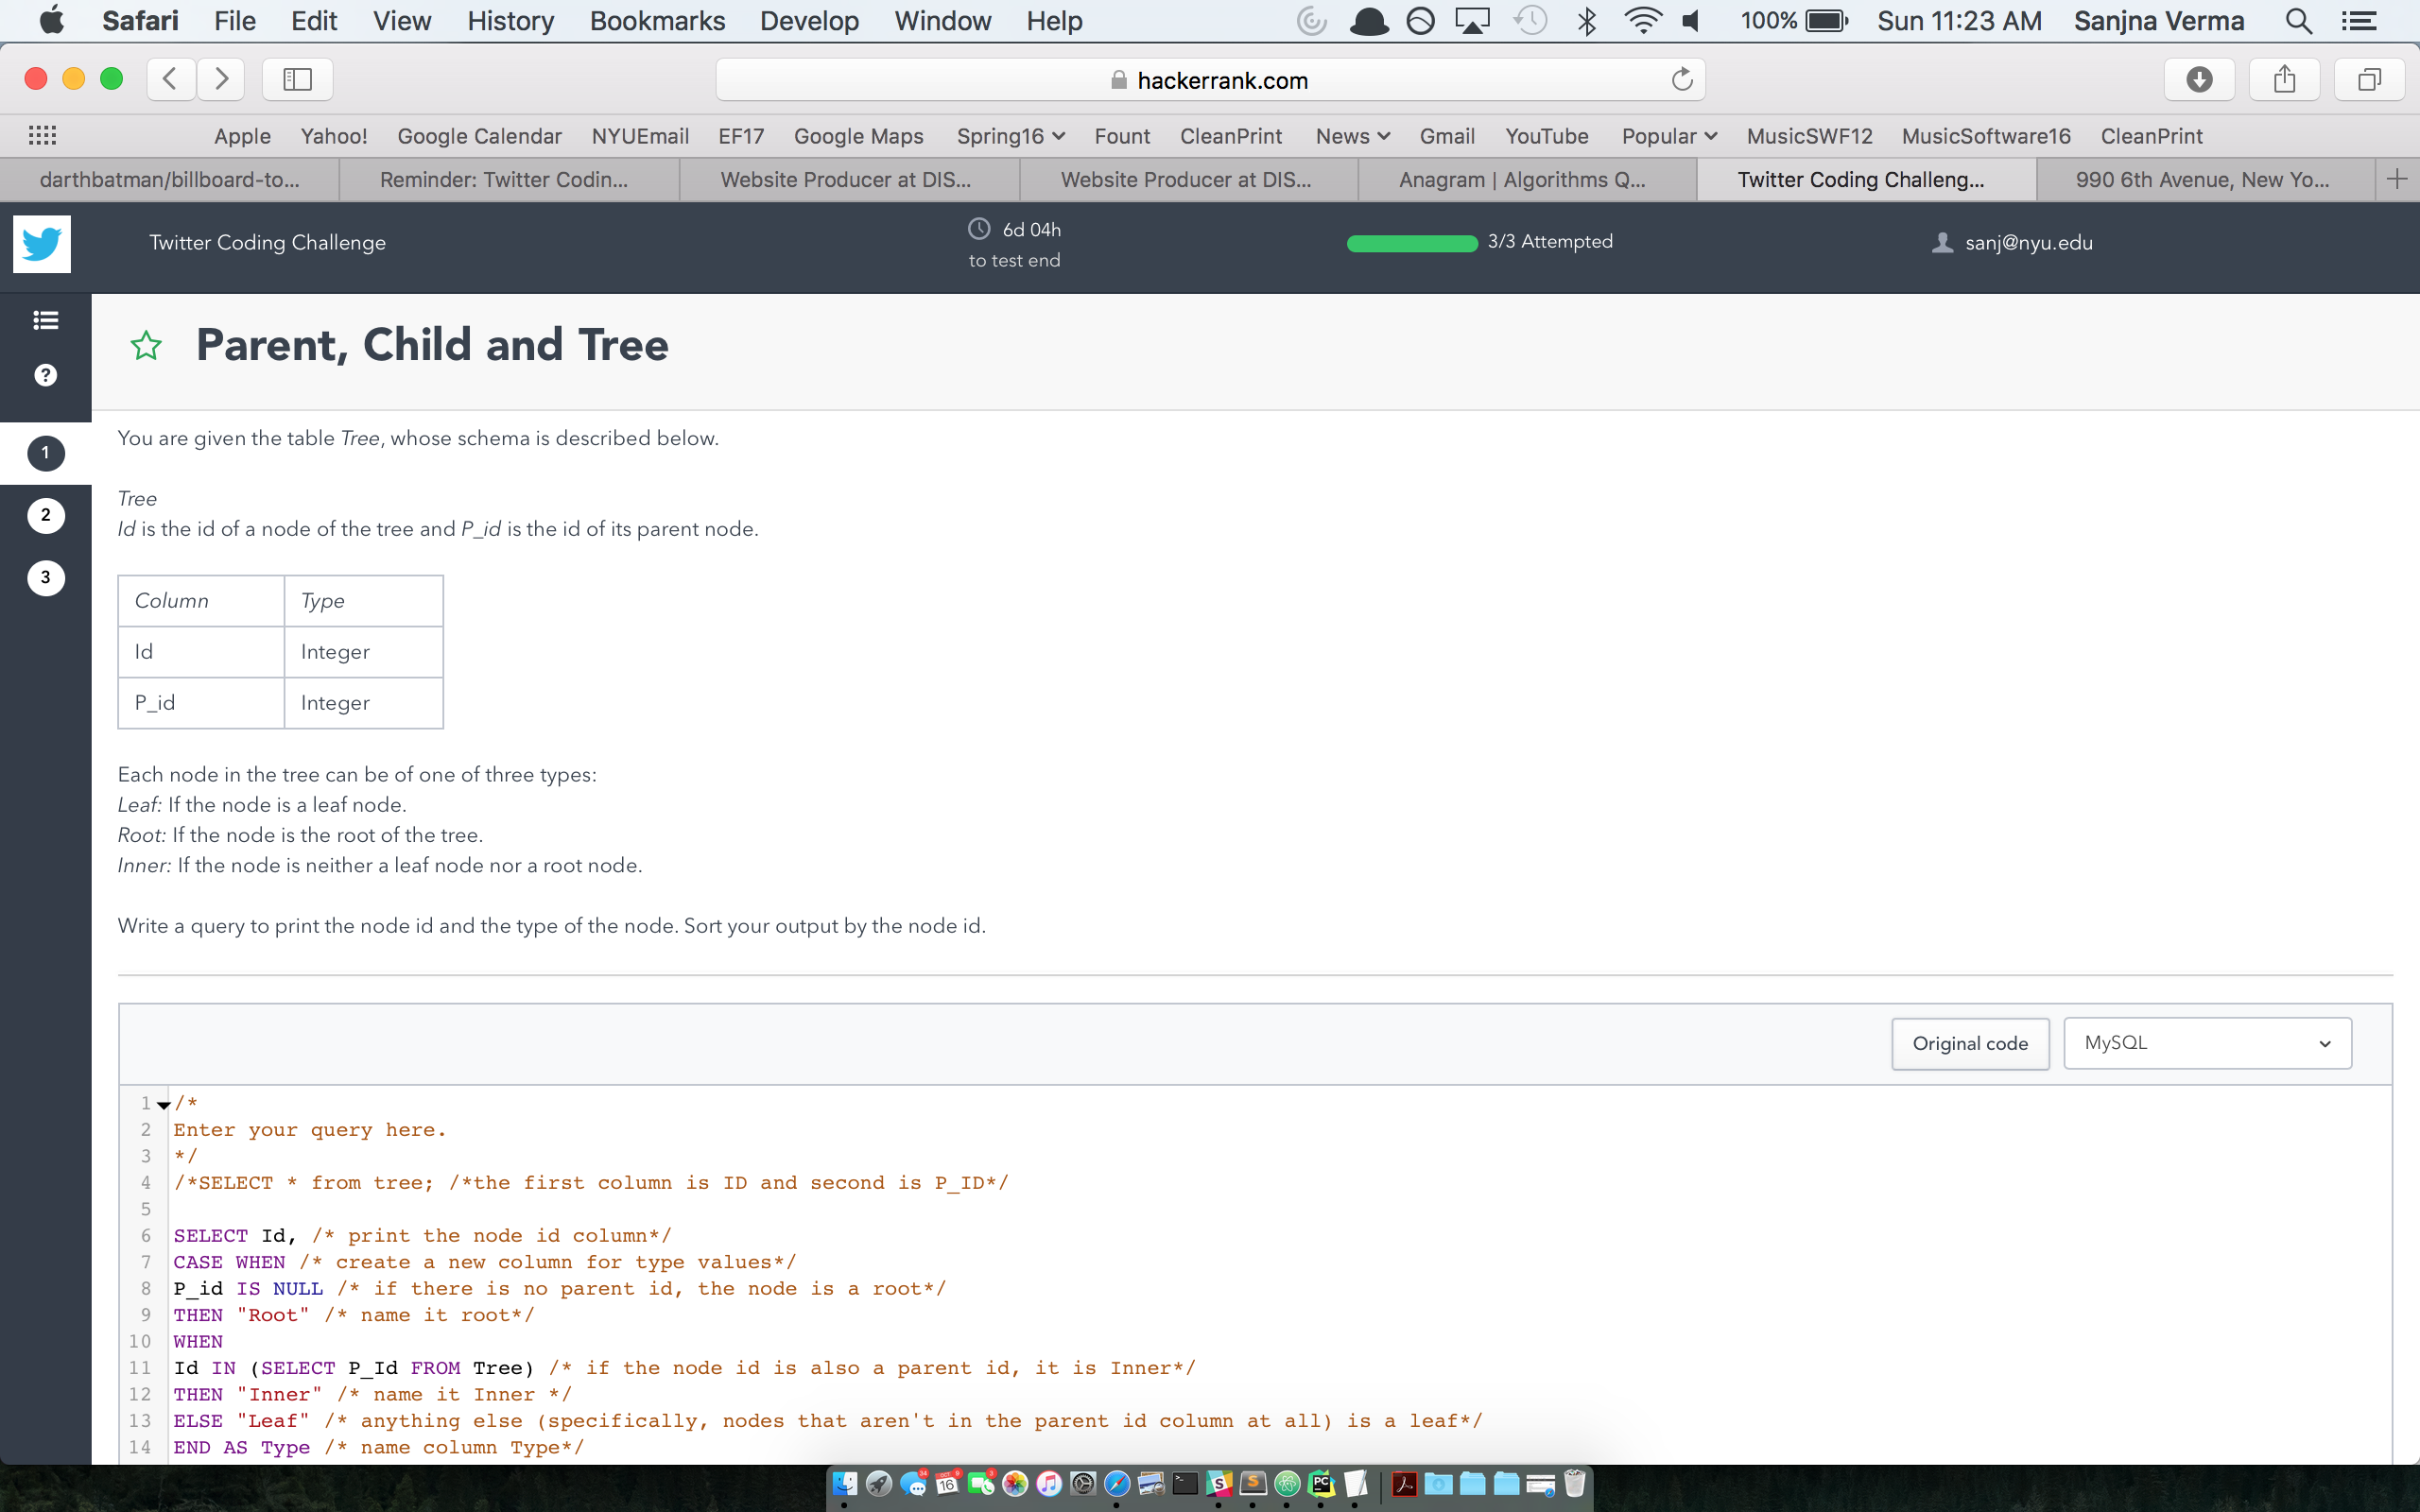 Safari File Edit View History Bookmarks Develop Window Help 100% Sun 11:23 AM Sanjna Verma
hackerrank.com
Apple Yahoo! Google Calendar NYUEmail EF17 Google Maps Spring16 Fount CleanPrint News Gmail YouTube Popular MusicSWF12 MusicSoftware16 CleanPrint
darthbatman/billboard-to... Reminder: Twitter Codin... Website Producer at DIS... Website Producer at DIS... Anagram | Algorithms Q... Twitter Coding Challeng... 990 6th Avenue, New Yo... +
Twitter Coding Challenge
6d 04h
to test end
3/3 Attempted
sanj@nyu.edu
?
1
2
3
Parent, Child and Tree
You are given the table Tree, whose schema is described below.
Tree
Id is the id of a node of the tree and P_id is the id of its parent node.
Column Type
Id Integer
P_id Integer
Each node in the tree can be of one of three types:
Leaf: If the node is a leaf node.
Root: If the node is the root of the tree.
Inner: If the node is neither a leaf node nor a root node.
Write a query to print the node id and the type of the node. Sort your output by the node id.
Original code MySQL
1 /*
2 Enter your query here.
3 */
4 /*SELECT * from tree; /*the first column is ID and second is P_ID*/
5
6 SELECT Id, /* print the node id column*/
7 CASE WHEN /* create a new column for type values*/
8 P_id IS NULL /* if there is no parent id, the node is a root*/
9 THEN "Root" /* name it root*/
10 WHEN
11 Id IN (SELECT P_Id FROM Tree) /* if the node id is also a parent id, it is Inner*/
12 THEN "Inner" /* name it Inner */
13 ELSE "Leaf" /* anything else (specifically, nodes that aren't in the parent id column at all) is a leaf*/
14 END AS Type /* name column Type*/
16
S S PC